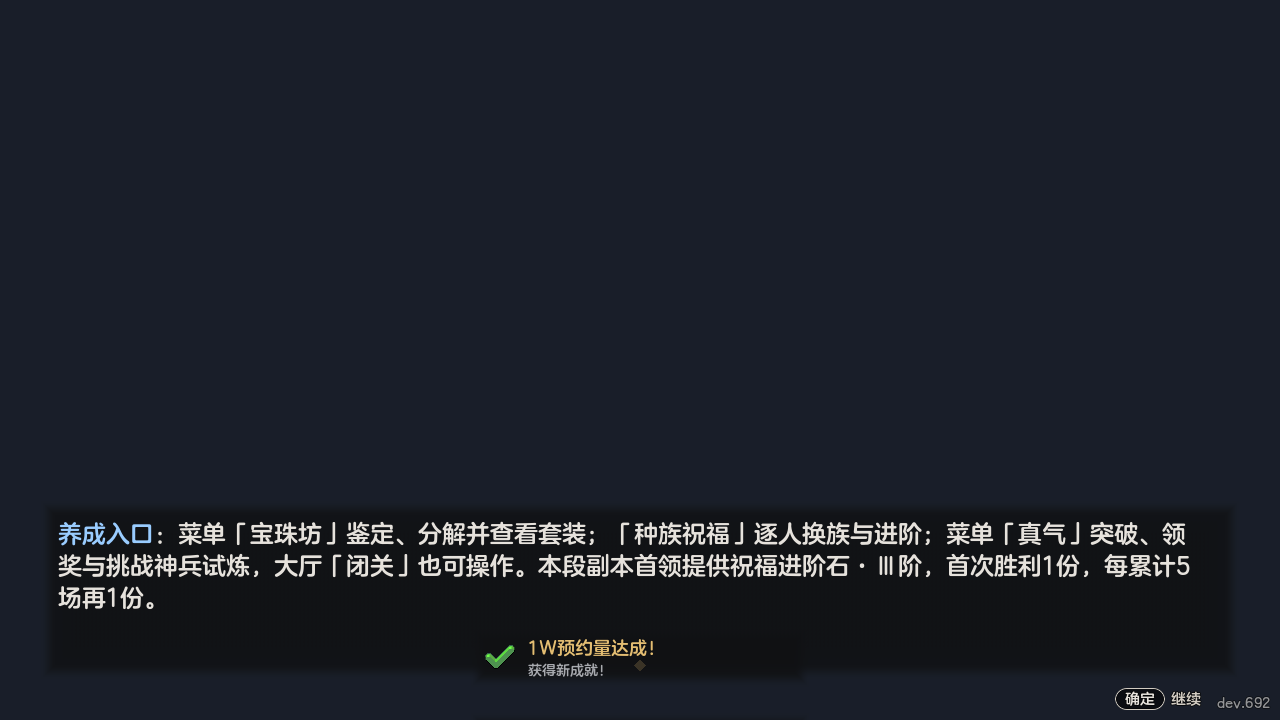 养成入口：菜单「宝珠坊」鉴定、分解并查看套装；「种族祝福」逐人换族与进阶；菜单「真气」突破、领
奖与挑战神兵试炼，大厅「闭关」也可操作。本段副本首领提供祝福进阶石·Ⅲ阶，首次胜利1份，每累计5
场再1份。
1W预约量达成！
获得新成就！
确定 继续 dev.692